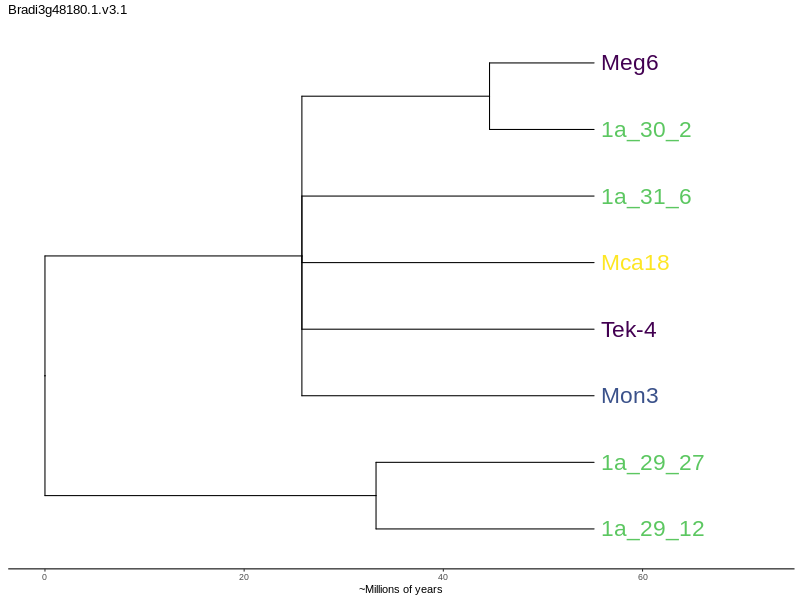 Bradi3g48180.1.v3.1
Meg6
1a_30_2
1a_31_6
Mca18
Tek-4
Mon3
1a_29_27
1a_29_12
0 20 40 60
~Millions of years